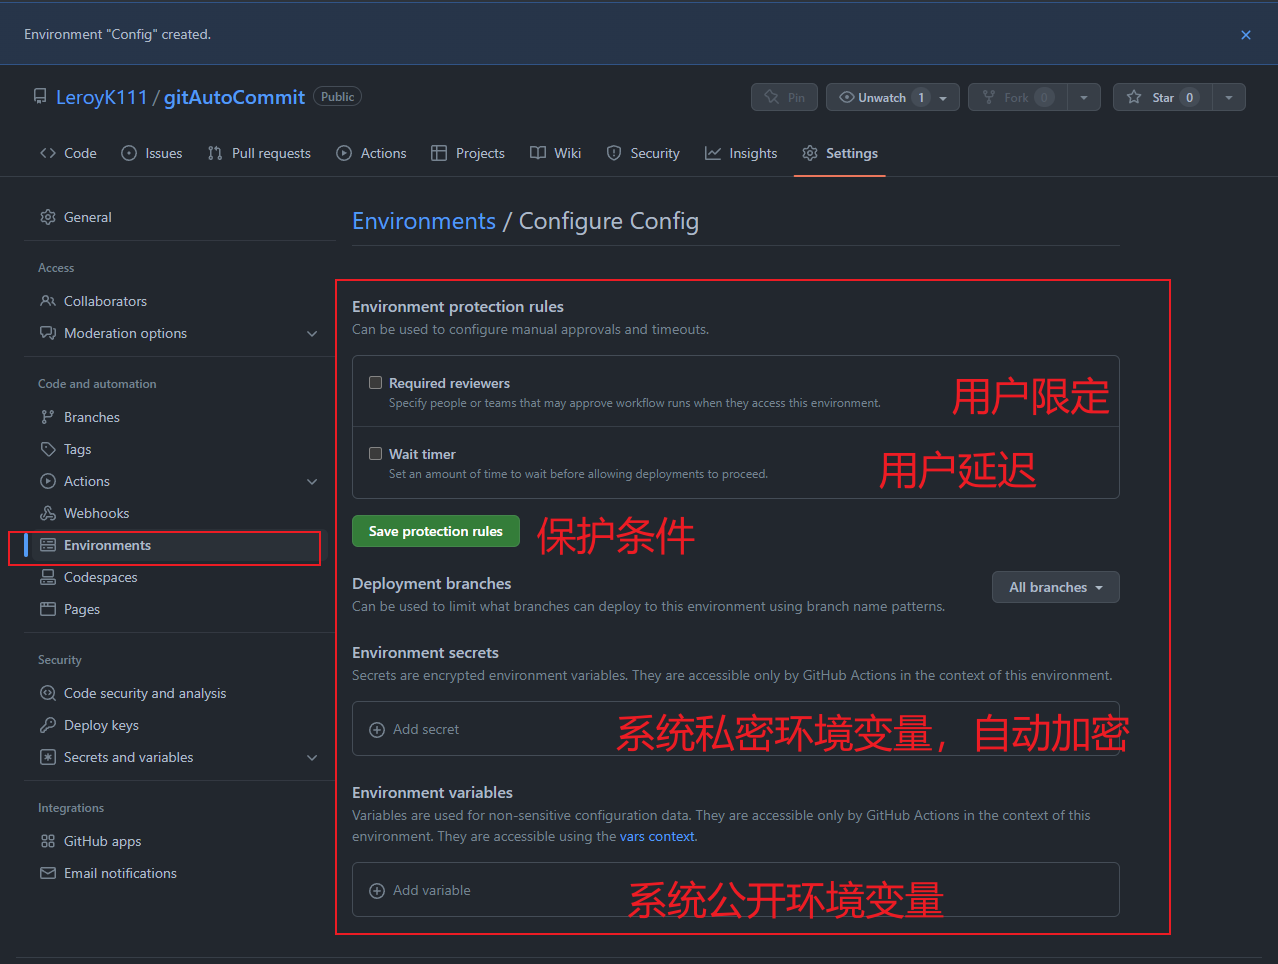 Environment "Config" created.
LeroyK111 / gitAutoCommit Public
Pin Unwatch 1 Fork 0 Star 0
Code Issues Pull requests Actions Projects Wiki Security Insights Settings
General
Access
Collaborators
Moderation options
Code and automation
Branches
Tags
Actions
Webhooks
Environments
Codespaces
Pages
Security
Code security and analysis
Deploy keys
Secrets and variables
Integrations
GitHub apps
Email notifications
Environments / Configure Config
Environment protection rules
Can be used to configure manual approvals and timeouts.
Required reviewers
Specify people or teams that may approve workflow runs when they access this environment.
用户限定
Wait timer
Set an amount of time to wait before allowing deployments to proceed.
用户延迟
Save protection rules
保护条件
Deployment branches
Can be used to limit what branches can deploy to this environment using branch name patterns.
All branches
Environment secrets
Secrets are encrypted environment variables. They are accessible only by GitHub Actions in the context of this environment.
Add secret
系统私密环境变量，自动加密
Environment variables
Variables are used for non-sensitive configuration data. They are accessible only by GitHub Actions in the context of this
environment. They are accessible using the vars context.
Add variable
系统公开环境变量